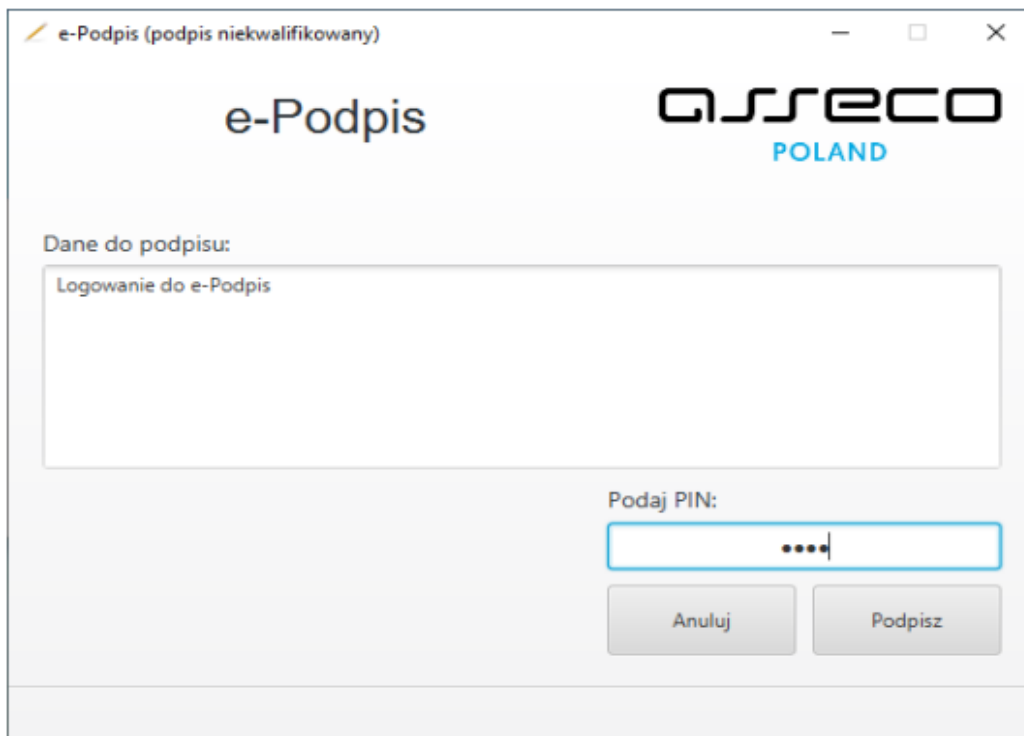 e-Podpis (podpis niekwalifikowany)
e-Podpis
asseco
POLAND
Dane do podpisu:
Logowanie do e-Podpis
Podaj PIN:
••••
Anuluj
Podpisz